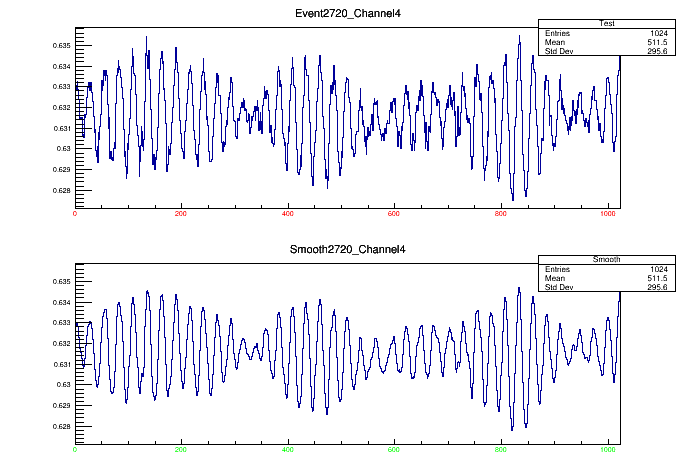 Event2720_Channel4
Test
Entries 1024
Mean 511.5
Std Dev 295.6
0.635
0.634
0.633
0.632
0.631
0.63
0.629
0.628
0 200 400 600 800 1000
Smooth2720_Channel4
Smooth
Entries 1024
Mean 511.5
Std Dev 295.6
0.635
0.634
0.633
0.632
0.631
0.63
0.629
0.628
0 200 400 600 800 1000